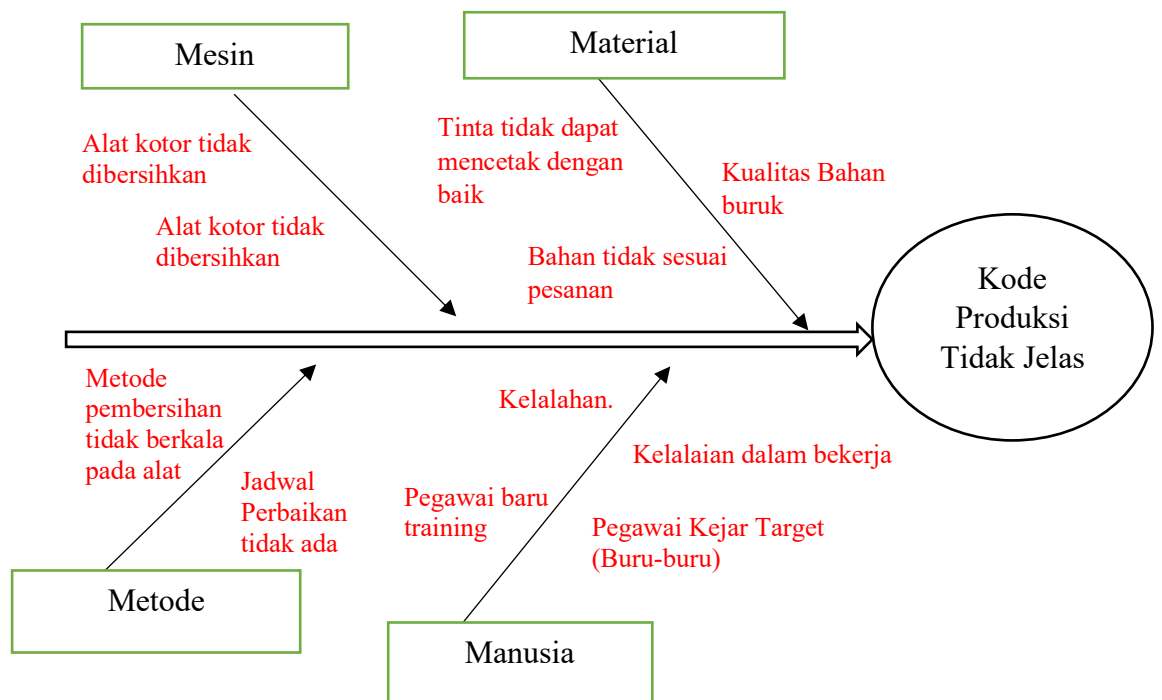 Mesin
Material
Alat kotor tidak
dibersihkan
Alat kotor tidak
dibersihkan
Tinta tidak dapat
mencetak dengan
baik
Kualitas Bahan
buruk
Bahan tidak sesuai
pesanan
Kode
Produksi
Tidak Jelas
Metode
pembersihan
tidak berkala
pada alat
Jadwal
Perbaikan
tidak ada
Kelalahan.
Kelalaian dalam bekerja
Pegawai baru
training
Pegawai Kejar Target
(Buru-buru)
Metode
Manusia